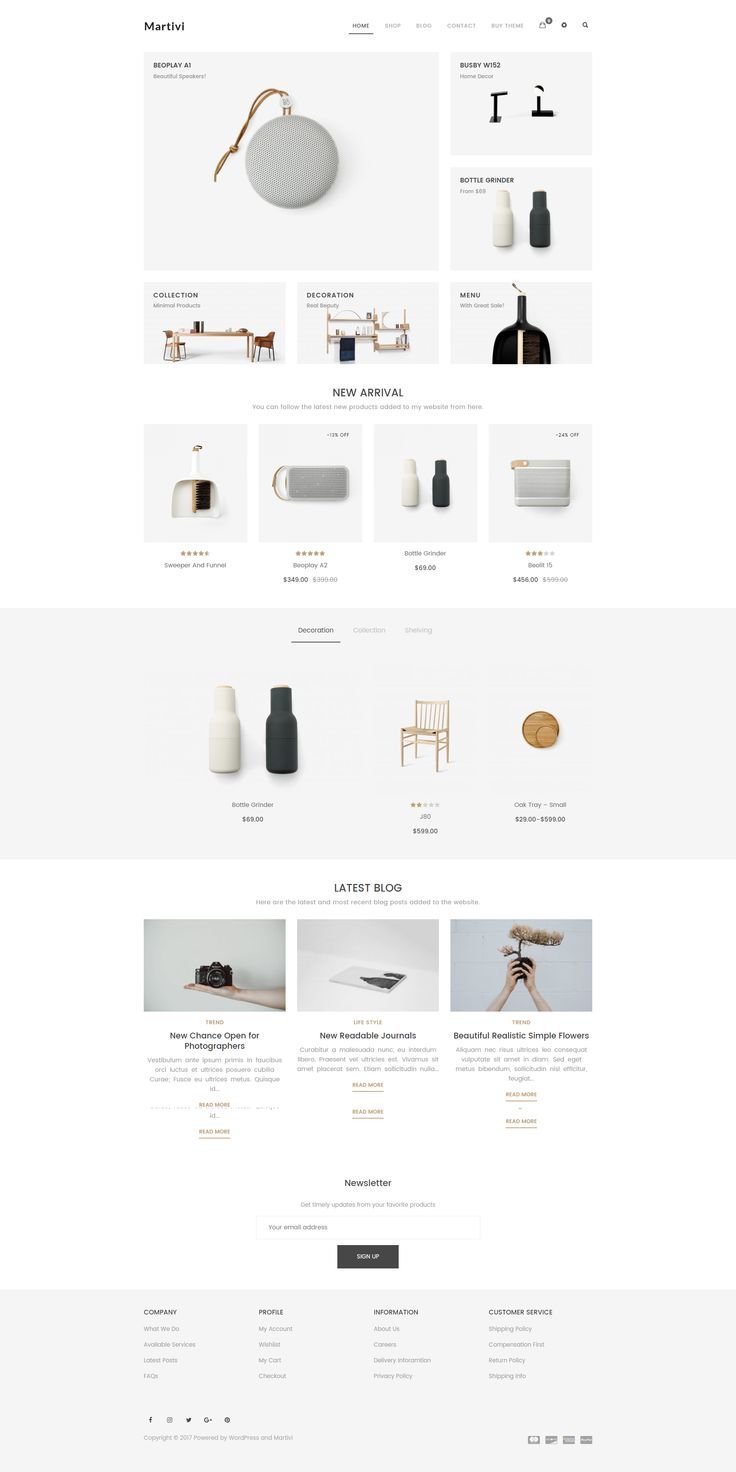 Martivi
HOME SHOP BLOG CONTACT BUY THEME 0
BEOPLAY A1
Beautiful Speakers!
BUSBY W152
Home Decor
BOTTLE GRINDER
From $69
COLLECTION
Minimal Products
DECORATION
Real Beauty
MENU
With Great Sale!
NEW ARRIVAL
You can follow the latest new products added to my website from here.
-13% OFF
-24% OFF
Sweeper And Funnel
Beoplay A2
$349.00 $399.00
Bottle Grinder
$69.00
Beolit 15
$456.00 $599.00
Decoration Collection Shelving
Bottle Grinder
$69.00
J80
$599.00
Oak Tray – Small
$29.00–$599.00
LATEST BLOG
Here are the latest and most recent blog posts added to the website.
TREND
New Chance Open for
Photographers
Vestibulum ante ipsum primis in faucibus
orci luctus et ultrices posuere cubilia
Curae; Fusce eu ultrices metus. Quisque
id...
READ MORE
id...
READ MORE
LIFE STYLE
New Readable Journals
Curabitur a malesuada nunc, eu interdum
libero. Praesent vel ultricies est. Vivamus sit
amet placerat sem. Etiam sollicitudin nulla...
READ MORE
READ MORE
TREND
Beautiful Realistic Simple Flowers
Aliquam nec risus ultrices leo consequat
vulputate sit amet in diam. Sed eget
metus bibendum, sollicitudin nisl efficitur,
feugiat...
READ MORE
READ MORE
Newsletter
Get timely updates from your favorite products
Your email address
SIGN UP
COMPANY
What We Do
Available Services
Latest Posts
FAQs
PROFILE
My Account
Wishlist
My Cart
Checkout
INFORMATION
About Us
Careers
Delivery Inforamtion
Privacy Policy
CUSTOMER SERVICE
Shipping Policy
Compensation First
Return Policy
Shipping Info
Copyright © 2017 Powered by WordPress and Martivi